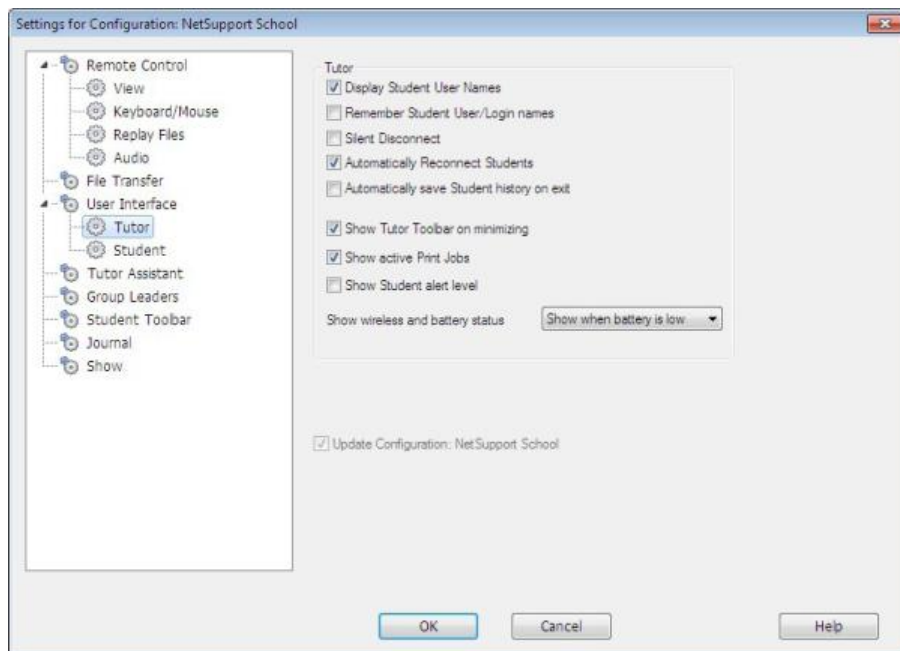 Settings for Configuration: NetSupport School
Remote Control
View
Keyboard/Mouse
Replay Files
Audio
File Transfer
User Interface
Tutor
Student
Tutor Assistant
Group Leaders
Student Toolbar
Journal
Show
Tutor
Display Student User Names
Remember Student User/Login names
Silent Disconnect
Automatically Reconnect Students
Automatically save Student history on exit
Show Tutor Toolbar on minimizing
Show active Print Jobs
Show Student alert level
Show wireless and battery status Show when battery is low
Update Configuration: NetSupport School
OK Cancel Help